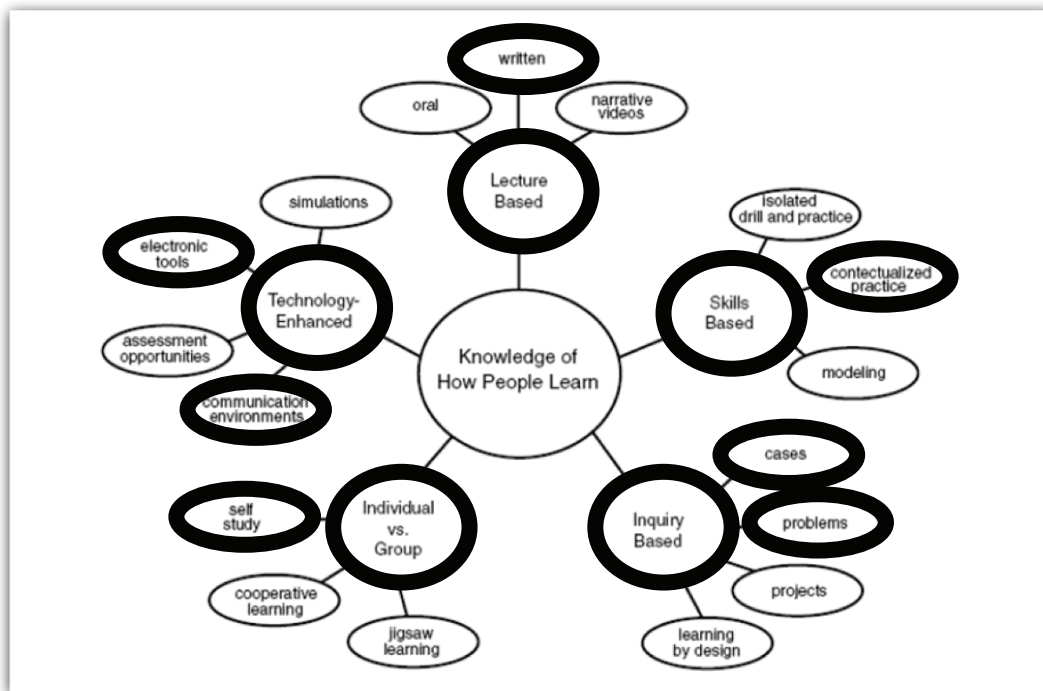 written
oral
narrative
videos
Lecture
Based
simulations
electronic
tools
Technology-
Enhanced
assessment
opportunities
communication
environments
isolated
drill and practice
contectualized
practice
Skills
Based
modeling
Knowledge of
How People Learn
self
study
Individual
vs.
Group
cooperative
learning
jigsaw
learning
cases
problems
Inquiry
Based
projects
learning
by design